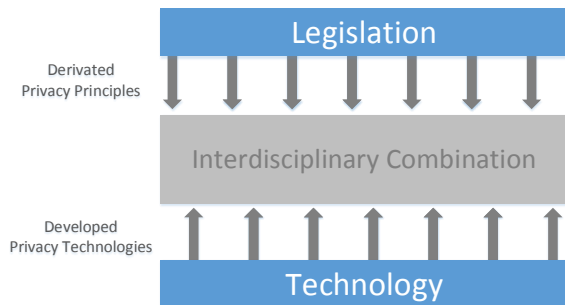 Legislation
Derivated
Privacy Principles
Interdisciplinary Combination
Developed
Privacy Technologies
Technology